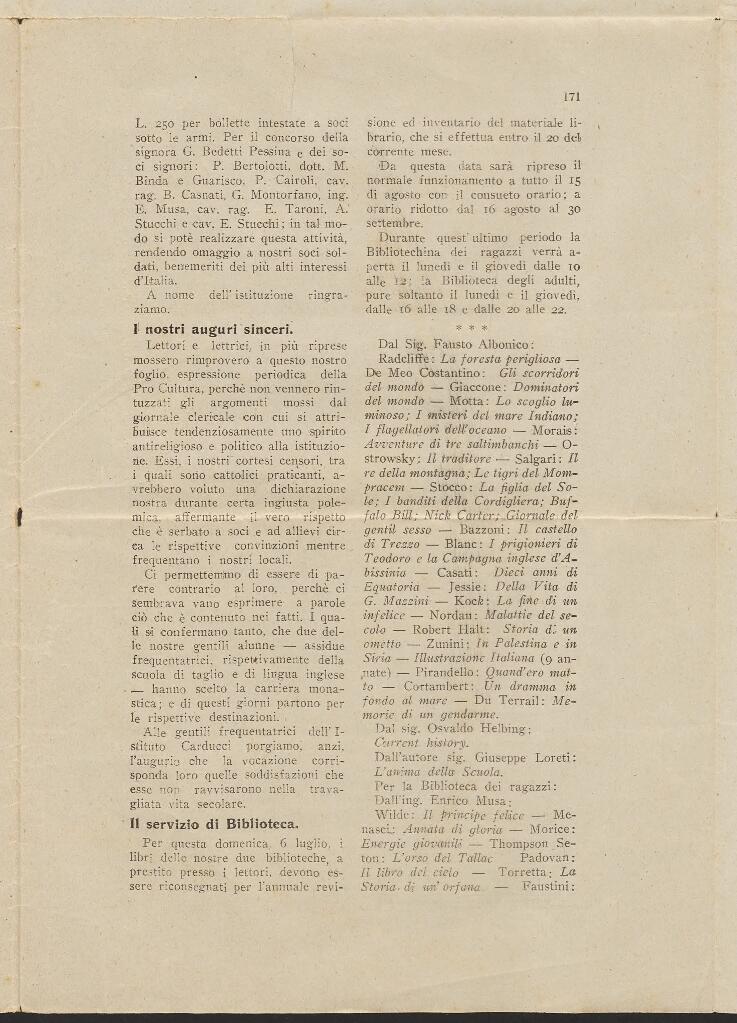 171
L. 250 per bollette intestate a soci
sotto le armi. Per il concorso della
signora G. Bedetti Pessina e dei so-
ci signori: P. Bertolotti, dott. M.
Binda e Guarisco, P. Cairoli, cav.
rag. B. Casnati, G. Montorfano, ing.
E. Musa, cav. rag. E. Taroni, A.
Stucchi e cav. E. Stucchi; in tal mo-
do si potè realizzare questa attività,
rendendo omaggio a nostri soci sol-
dati, benemeriti dei più alti interessi
d'Italia.
A nome dell'istituzione ringra-
ziamo.
I nostri auguri sinceri.
Lettori e lettrici, in più riprese
mossero rimprovero a questo nostro
foglio, espressione periodica della
Pro Cultura, perchè non vennero rin-
tuzzati gli argomenti mossi dal
giornale clericale con cui si attri-
buisce tendenziosamente uno spirito
antireligioso e politico alla istituzio-
ne. Essi, i nostri cortesi censori, tra
i quali sono cattolici praticanti, a-
vrebbero voluto una dichiarazione
nostra durante certa ingiusta pole-
mica, affermante il vero rispetto
che è serbato a soci e ad allievi cir-
ca le rispettive convinzioni mentre
frequentano i nostri locali.
Ci permettemmo di essere di pa-
rere contrario al loro, perchè ci
sembrava vano esprimere a parole
ciò che è contenuto nei fatti. I qua-
li si confermano tanto, che due del-
le nostre gentili alunne — assidue
frequentatrici, rispettivamente della
scuola di taglio e di lingua inglese
— hanno scelto la carriera mona-
stica; e di questi giorni partono per
le rispettive destinazioni.
Alle gentili frequentatrici dell'I-
stituto Carducci porgiamo, anzi,
l'augurio che la vocazione corri-
sponda loro quelle soddisfazioni che
esse non ravvisarono nella trava-
gliata vita secolare.
Il servizio di Biblioteca.
Per questa domenica, 6 luglio, i
libri delle nostre due biblioteche, a
prestito presso i lettori, devono es-
sere riconsegnati per l'annuale revi-
sione ed inventario del materiale li-
brario, che si effettua entro il 20 del
corrente mese.
Da questa data sarà ripreso il
normale funzionamento a tutto il 15
di agosto con il consueto orario; a
orario ridotto dal 16 agosto al 30
settembre.
Durante quest'ultimo periodo la
Bibliotechina dei ragazzi verrà a-
perta il lunedì e il giovedì dalle 10
alle 12; la Biblioteca degli adulti,
pure soltanto il lunedì e il giovedì,
dalle 16 alle 18 e dalle 20 alle 22.
* * *
Dal Sig. Fausto Albonico:
Radcliffe: La foresta perigliosa —
De Meo Costantino: Gli scorridori
del mondo — Giaccone: Dominatori
del mondo — Motta: Lo scoglio lu-
minoso; I misteri del mare Indiano;
I flagellatori dell'oceano — Morais:
Avventure di tre saltimbanchi — O-
strowsky: Il traditore — Salgari: Il
re della montagna; Le tigri del Mom-
pracem — Stocco: La figlia del So-
le; I banditi della Cordigliera; Buf-
falo Bill; Nick Carter; Giornale del
gentil sesso — Bazzoni: Il castello
di Trezzo — Blanc: I prigionieri di
Teodoro e la Campagna inglese d'A-
bissinia — Casati: Dieci anni di
Equatoria — Jessie: Della Vita di
G. Mazzini — Kock: La fine di un
infelice — Nordau: Malattie del se-
colo — Robert Halt: Storia di un
ometto — Zunini: In Palestina e in
Siria — Illustrazione Italiana (9 an-
nate) — Pirandello: Quand'ero mat-
to — Cortambert: Un dramma in
fondo al mare — Du Terrail: Me-
morie di un gendarme.
Dal sig. Osvaldo Helbing:
Current history.
Dall'autore sig. Giuseppe Loreti:
L'anima della Scuola.
Per la Biblioteca dei ragazzi:
Dall'ing. Enrico Musa:
Wilde: Il principe felice — Me-
nasci: Annata di gloria — Morice:
Energie giovanili — Thompson Se-
ton: L'orso del Tallac Padovan:
Il libro del cielo — Torretta: La
Storia di un'orfana — Faustini: